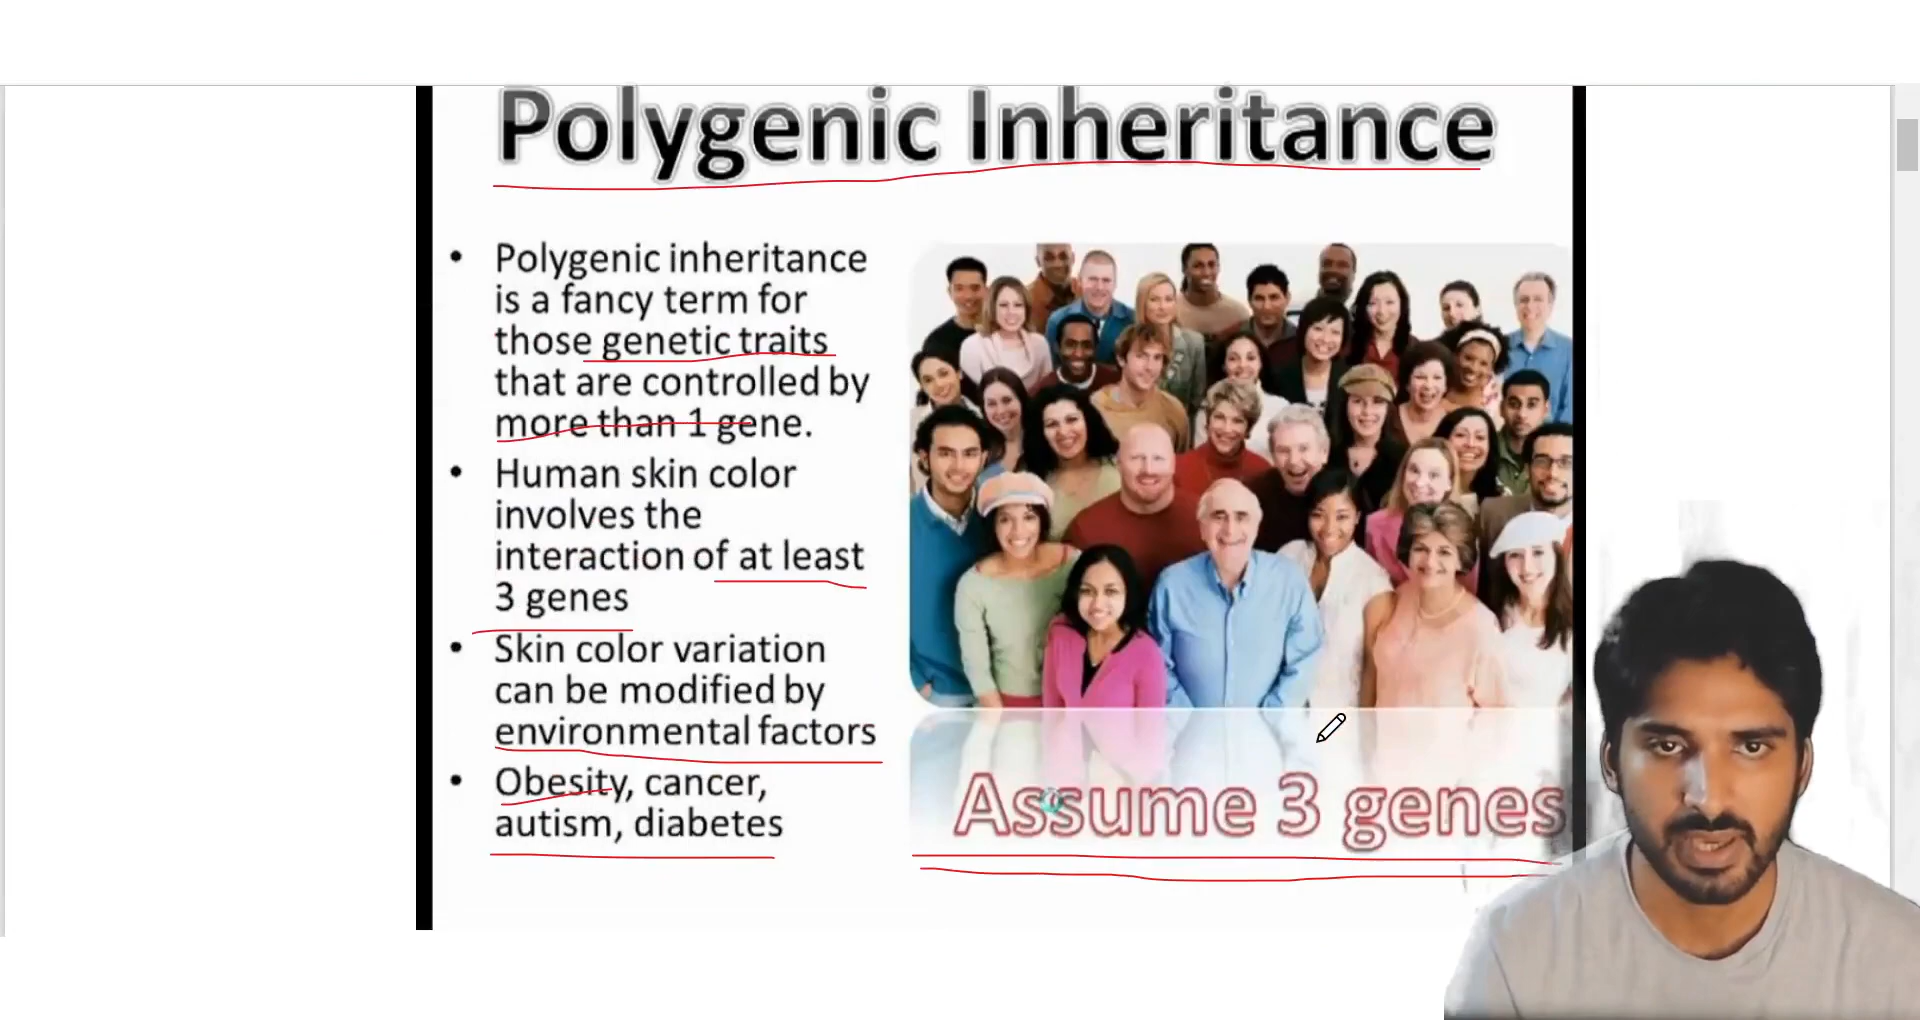 Polygenic Inheritance
• Polygenic inheritance
is a fancy term for
those genetic traits
that are controlled by
more than 1 gene.
• Human skin color
involves the
interaction of at least
3 genes
• Skin color variation
can be modified by
environmental factors
• Obesity, cancer,
autism, diabetes
Assume 3 genes